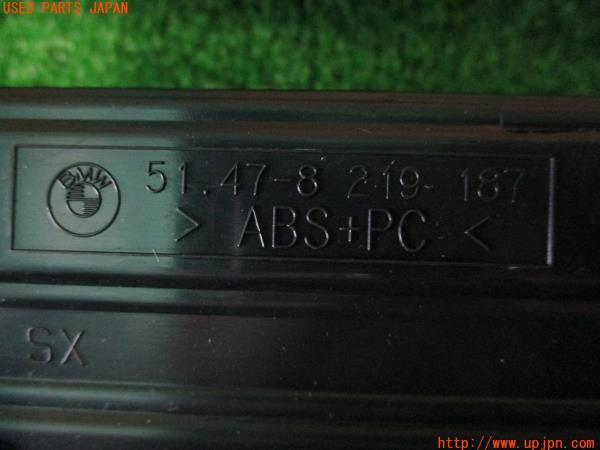 USED PARTS JAPAN
BMW
51.47-8 219 187
> ABS+PC <
SX
http://www.upjpn.com/